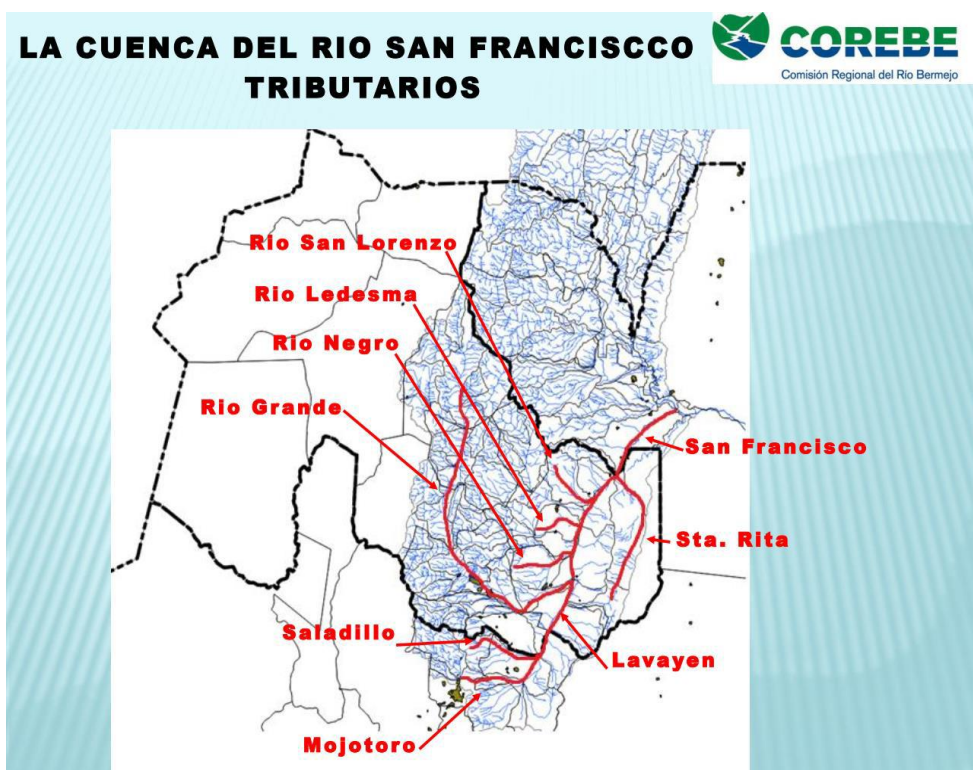 LA CUENCA DEL RIO SAN FRANCISCCO
TRIBUTARIOS
COREBE
Comisión Regional del Río Bermejo
Rio San Lorenzo
Rio Ledesma
Rio Negro
Rio Grande
San Francisco
Sta. Rita
Saladillo
Lavayen
Mojotoro